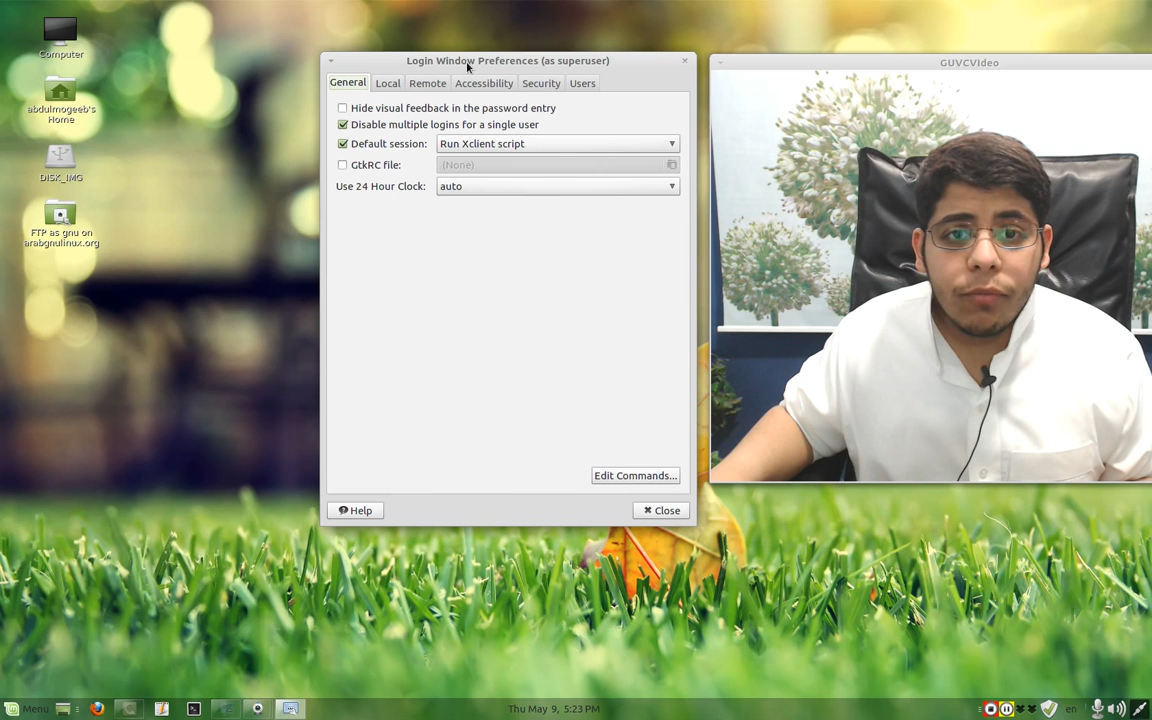 Computer
abdulmogeeb's
Home
DISK_IMG
FTP as gnu on
arabgnulinux.org
Login Window Preferences (as superuser)
General Local Remote Accessibility Security Users
Hide visual feedback in the password entry
Disable multiple logins for a single user
Default session: Run Xclient script
GtkRC file: (None)
Use 24 Hour Clock: auto
Edit Commands...
Help
Close
GUVCVideo
Menu
Thu May 9, 5:23 PM
en